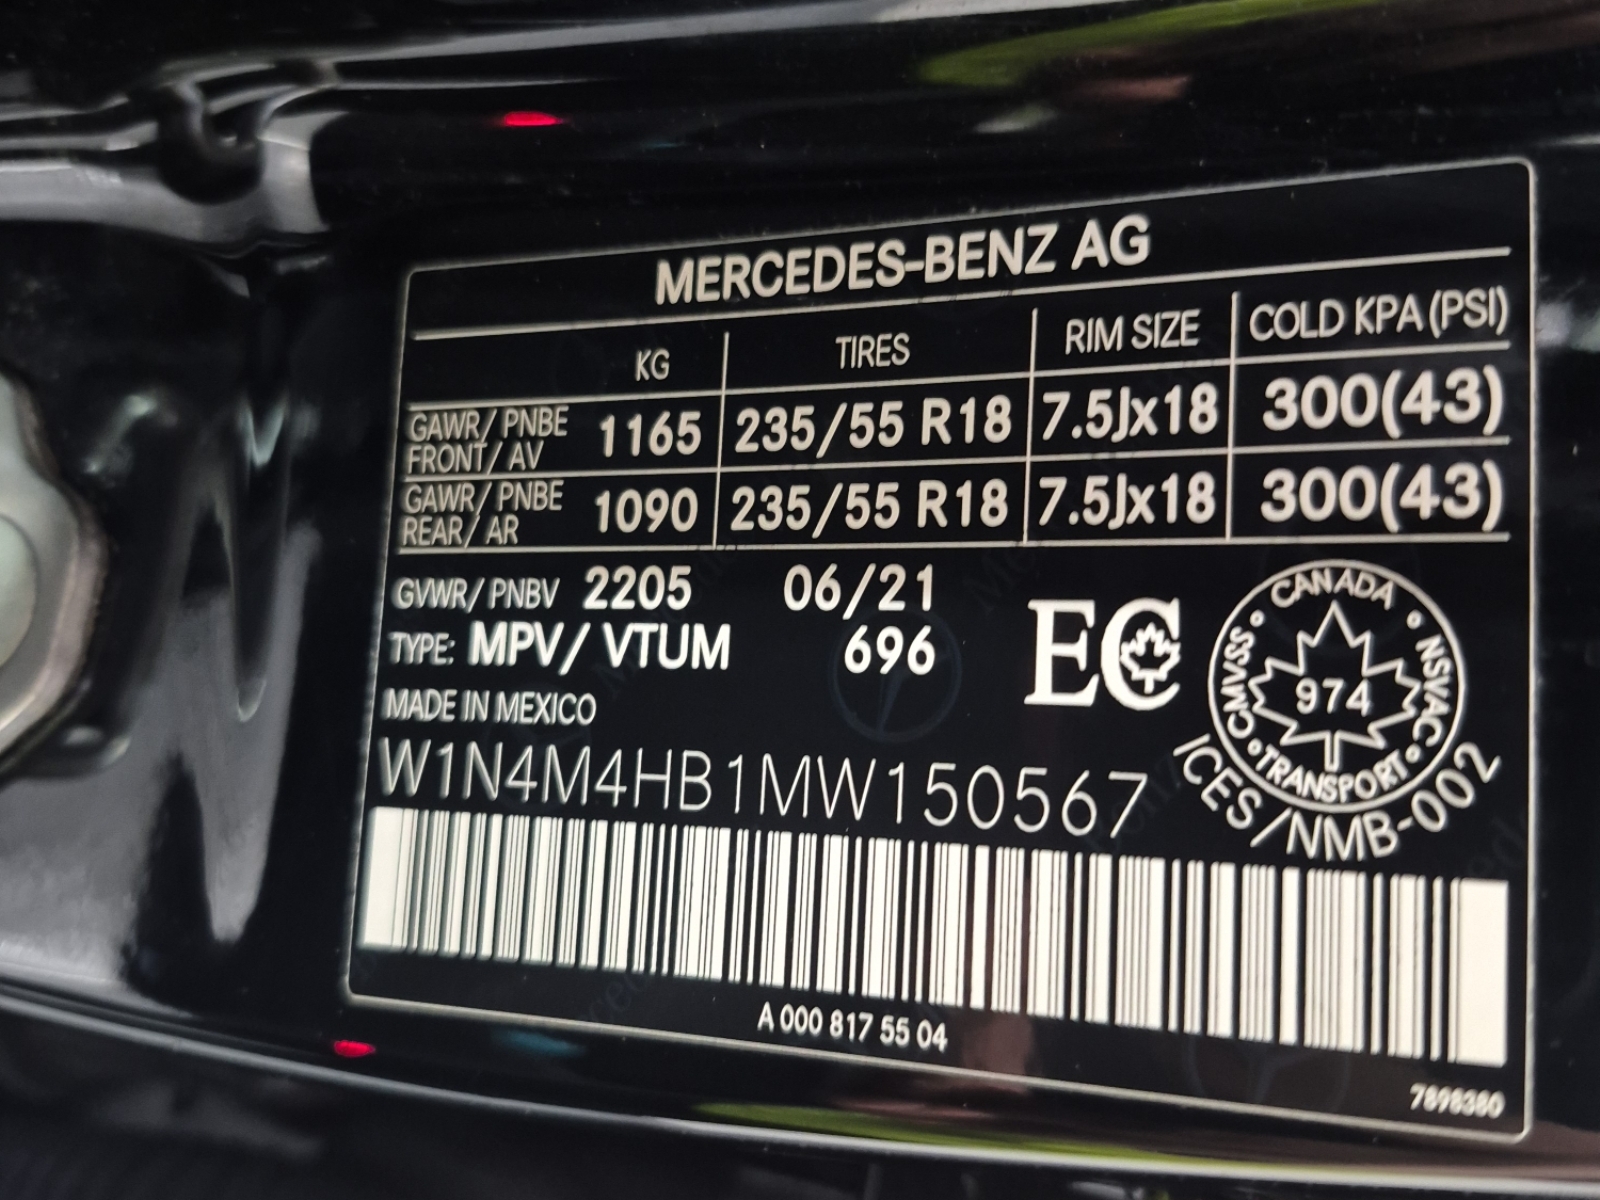 MERCEDES-BENZ AG
KG TIRES RIM SIZE COLD KPA (PSI)
GAWR/ PNBE FRONT/ AV 1165 235/55 R18 7.5Jx18 300(43)
GAWR/ PNBE REAR/ AR 1090 235/55 R18 7.5Jx18 300(43)
GVWR/ PNBV 2205 06/21
TYPE: MPV/ VTUM 696
EC
MADE IN MEXICO
CANADA
CMVSS NSVAC
974
TRANSPORT
ICES/NMB-002
W1N4M4HB1MW150567
A 000 817 55 04
7898380